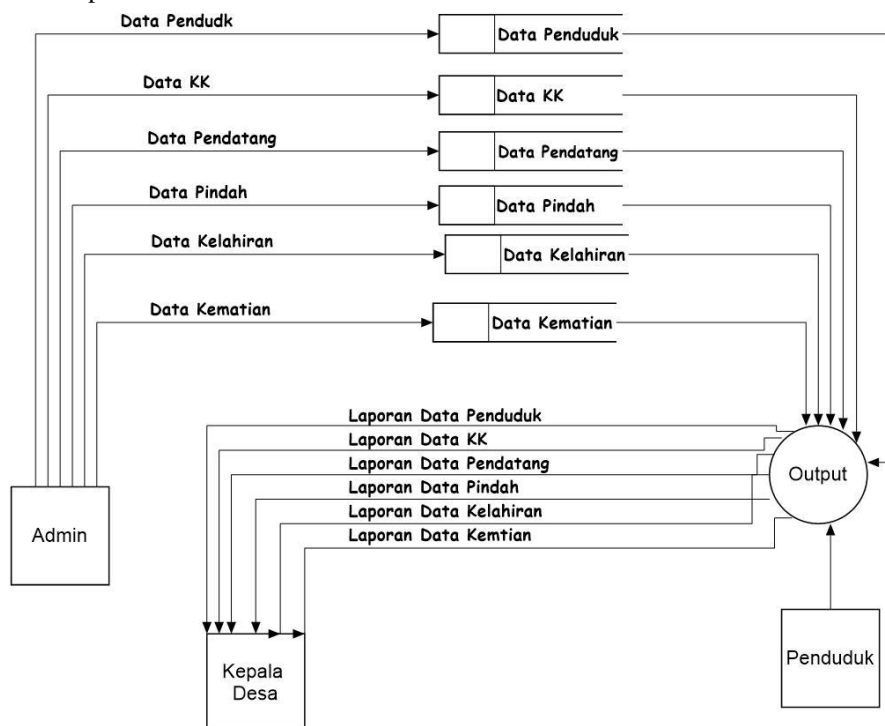 Data Pendudk
Data Penduduk
Data KK
Data KK
Data Pendatang
Data Pendatang
Data Pindah
Data Pindah
Data Kelahiran
Data Kelahiran
Data Kematian
Data Kematian
Laporan Data Penduduk
Laporan Data KK
Laporan Data Pendatang
Laporan Data Pindah
Laporan Data Kelahiran
Laporan Data Kemtian
Output
Admin
Kepala
Desa
Penduduk